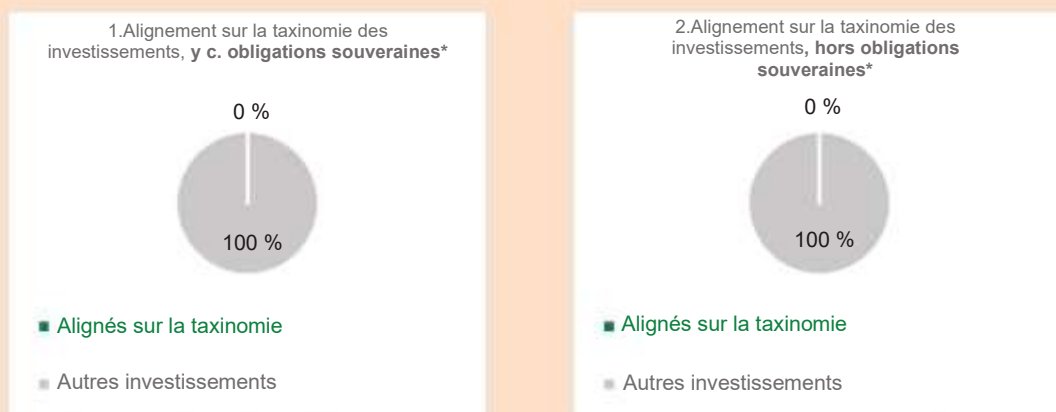 1.Alignement sur la taxinomie des
investissements, y c. obligations souveraines*
0 %
100 %
Alignés sur la taxinomie
Autres investissements
2.Alignement sur la taxinomie des
investissements, hors obligations
souveraines*
0 %
100 %
Alignés sur la taxinomie
Autres investissements